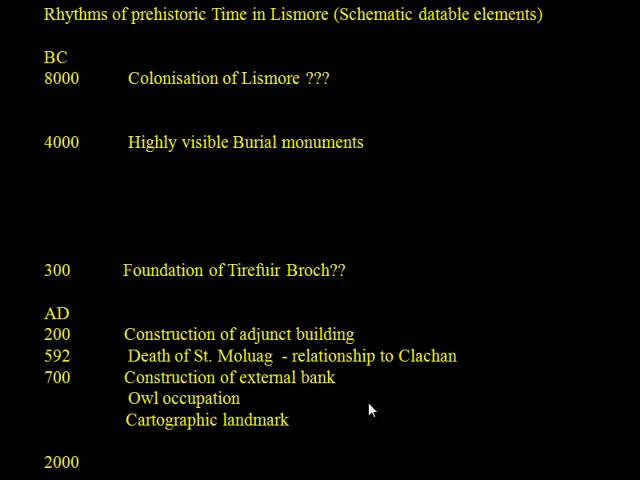 Rhythms of prehistoric Time in Lismore (Schematic datable elements)
BC
8000 Colonisation of Lismore ???
4000 Highly visible Burial monuments
300 Foundation of Tirefuir Broch??
AD
200 Construction of adjunct building
592 Death of St. Moluag - relationship to Clachan
700 Construction of external bank
Owl occupation
Cartographic landmark
2000